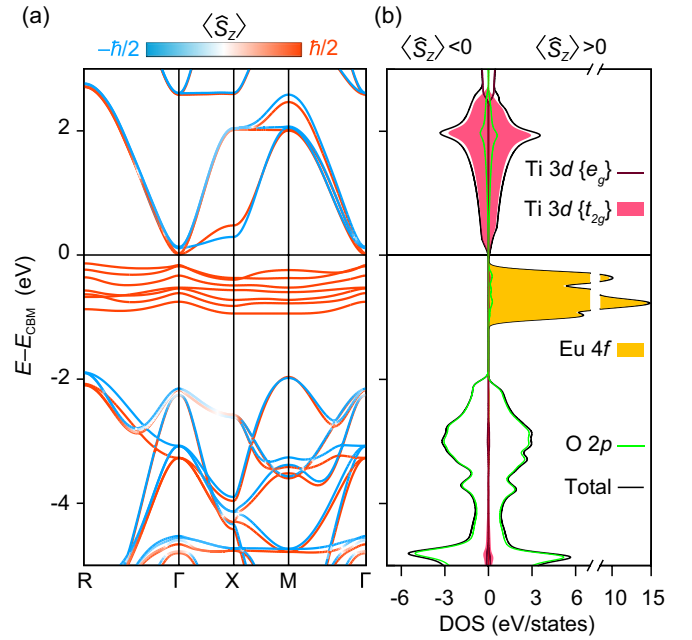 (a)
⟨Ŝz⟩
−ℏ/2
ℏ/2
(b)
⟨Ŝz⟩<0
⟨Ŝz⟩>0
E−ECBM (eV)
2
0
-2
-4
R
Γ
X
M
Γ
Ti 3d {eg}
Ti 3d {t2g}
Eu 4f
O 2p
Total
-6
-3
0
3
6
10
15
DOS (eV/states)